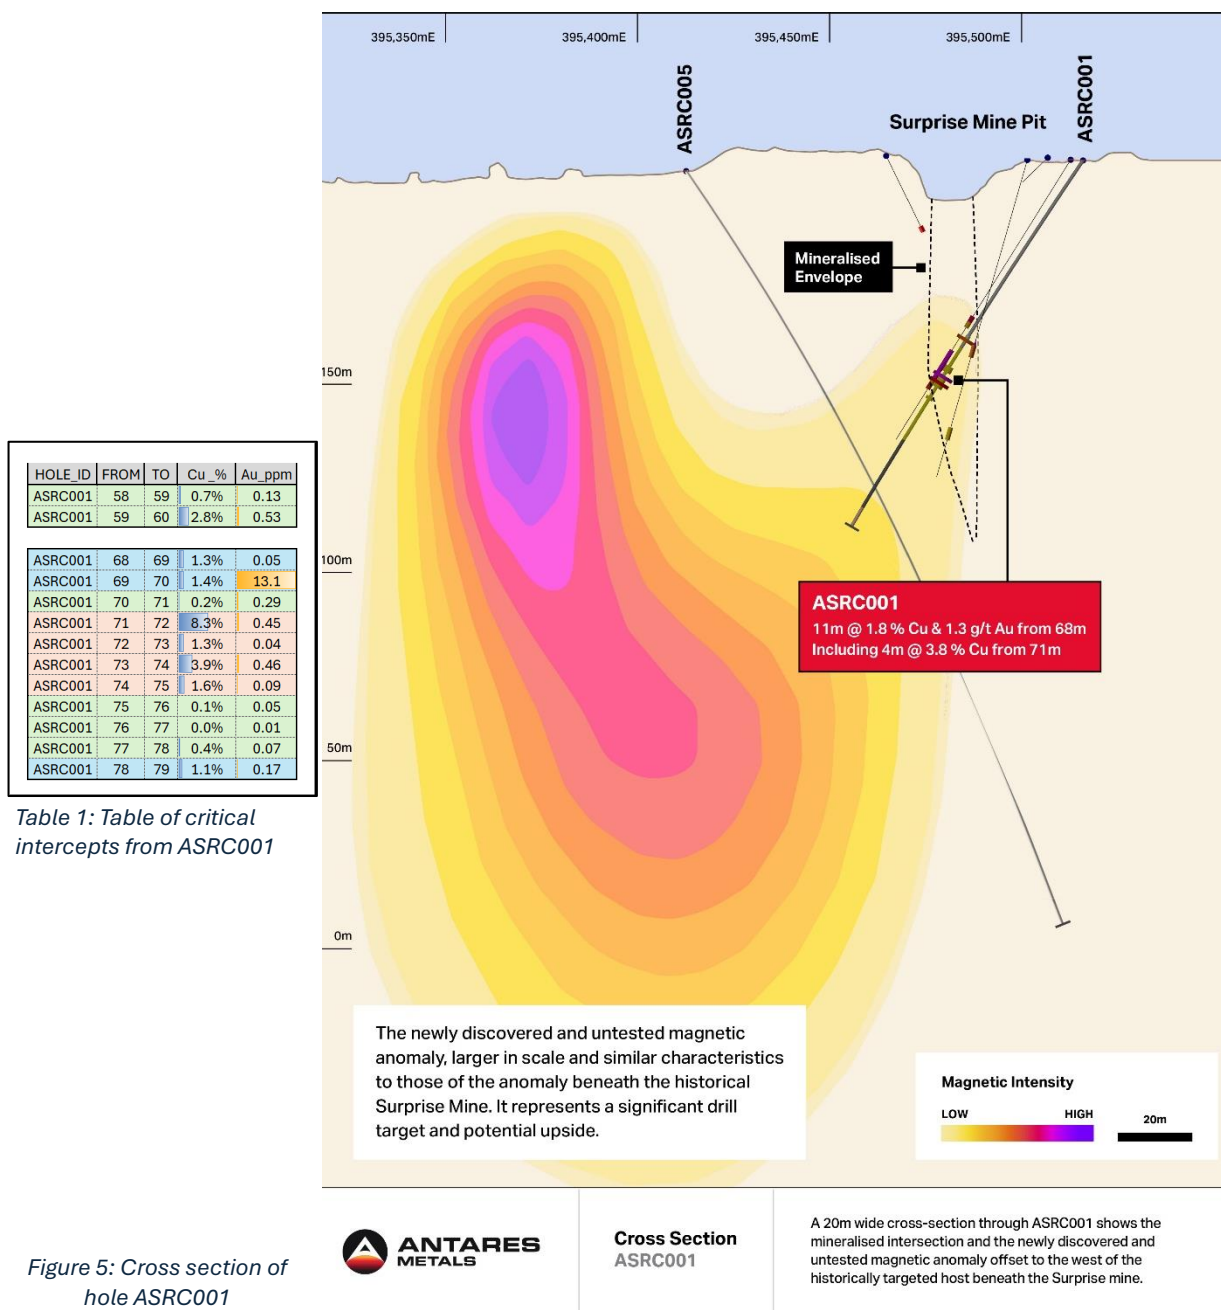 395,350mE 395,400mE 395,450mE 395,500mE
ASRC005
ASRC001
Surprise Mine Pit
Mineralised
Envelope
150m
100m
50m
0m
ASRC001
11m @ 1.8 % Cu & 1.3 g/t Au from 68m
Including 4m @ 3.8 % Cu from 71m
HOLE_ID FROM TO Cu_% Au_ppm
ASRC001 58 59 0.7% 0.13
ASRC001 59 60 2.8% 0.53
ASRC001 68 69 1.3% 0.05
ASRC001 69 70 1.4% 13.1
ASRC001 70 71 0.2% 0.29
ASRC001 71 72 8.3% 0.45
ASRC001 72 73 1.3% 0.04
ASRC001 73 74 3.9% 0.46
ASRC001 74 75 1.6% 0.09
ASRC001 75 76 0.1% 0.05
ASRC001 76 77 0.0% 0.01
ASRC001 77 78 0.4% 0.07
ASRC001 78 79 1.1% 0.17
Table 1: Table of critical
intercepts from ASRC001
The newly discovered and untested magnetic
anomaly, larger in scale and similar characteristics
to those of the anomaly beneath the historical
Surprise Mine. It represents a significant drill
target and potential upside.
Magnetic Intensity
LOW HIGH
20m
ANTARES
METALS
Cross Section
ASRC001
A 20m wide cross-section through ASRC001 shows the
mineralised intersection and the newly discovered and
untested magnetic anomaly offset to the west of the
historically targeted host beneath the Surprise mine.
Figure 5: Cross section of
hole ASRC001